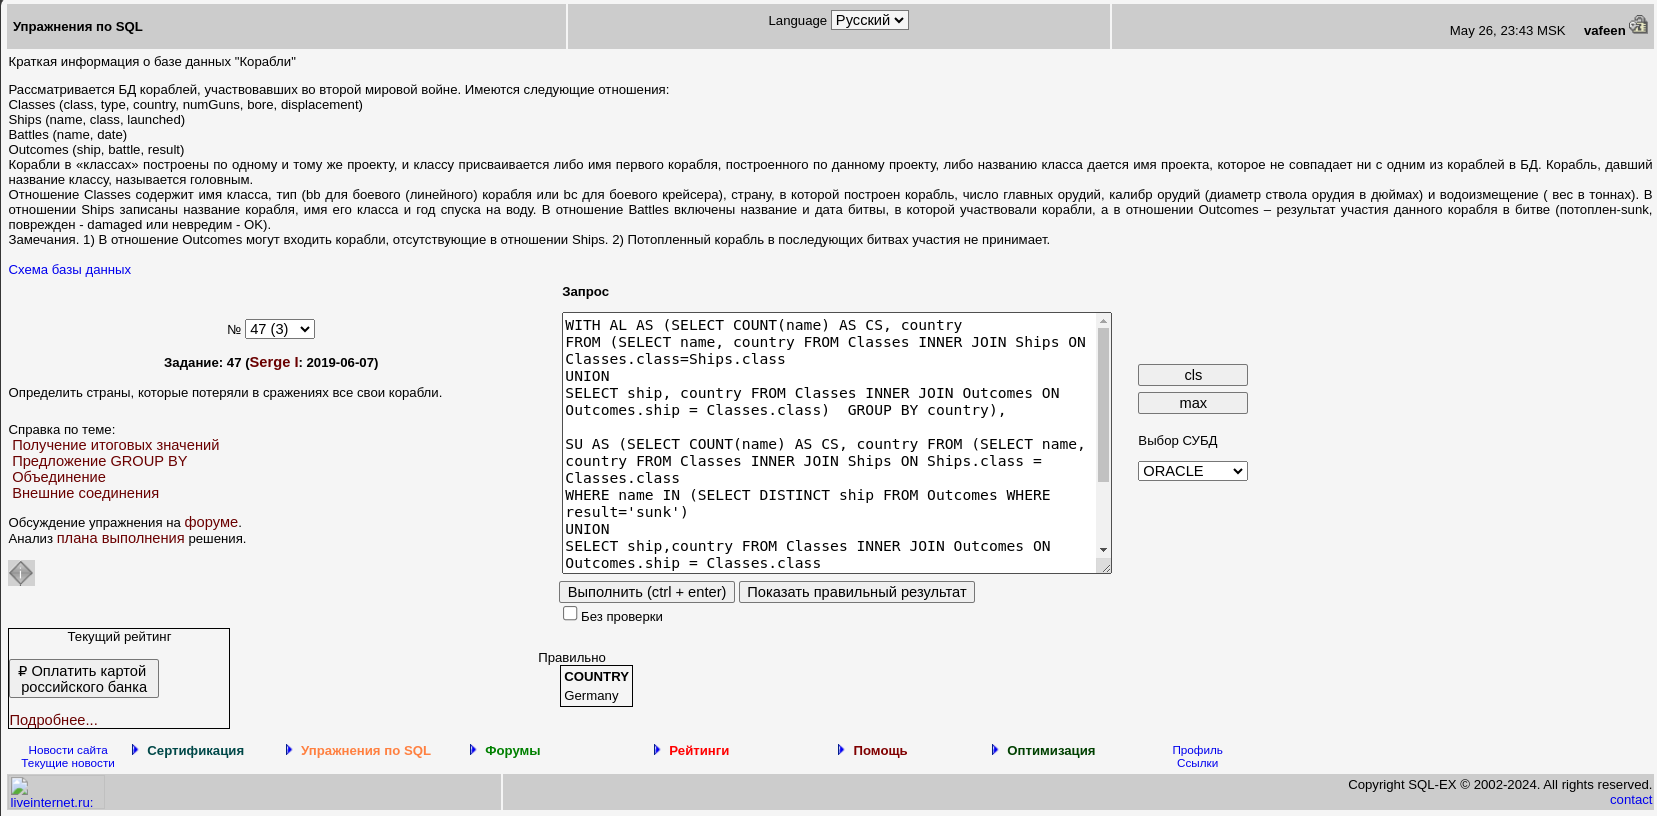 Упражнения по SQL
Language Русский
May 26, 23:43 MSK vafeen
Краткая информация о базе данных "Корабли"
Рассматривается БД кораблей, участвовавших во второй мировой войне. Имеются следующие отношения:
Classes (class, type, country, numGuns, bore, displacement)
Ships (name, class, launched)
Battles (name, date)
Outcomes (ship, battle, result)
Корабли в «классах» построены по одному и тому же проекту, и классу присваивается либо имя первого корабля, построенного по данному проекту, либо названию класса дается имя проекта, которое не совпадает ни с одним из кораблей в БД. Корабль, давший
название классу, называется головным.
Отношение Classes содержит имя класса, тип (bb для боевого (линейного) корабля или bc для боевого крейсера), страну, в которой построен корабль, число главных орудий, калибр орудий (диаметр ствола орудия в дюймах) и водоизмещение ( вес в тоннах). В
отношении Ships записаны название корабля, имя его класса и год спуска на воду. В отношение Battles включены название и дата битвы, в которой участвовали корабли, а в отношении Outcomes – результат участия данного корабля в битве (потоплен-sunk,
поврежден - damaged или невредим - OK).
Замечания. 1) В отношение Outcomes могут входить корабли, отсутствующие в отношении Ships. 2) Потопленный корабль в последующих битвах участия не принимает.
Схема базы данных
№ 47 (3)
Задание: 47 (Serge I: 2019-06-07)
Определить страны, которые потеряли в сражениях все свои корабли.
Справка по теме:
Получение итоговых значений
Предложение GROUP BY
Объединение
Внешние соединения
Обсуждение упражнения на форуме.
Анализ плана выполнения решения.
Текущий рейтинг
₽ Оплатить картой
российского банка
Подробнее...
Запрос
WITH AL AS (SELECT COUNT(name) AS CS, country
FROM (SELECT name, country FROM Classes INNER JOIN Ships ON
Classes.class=Ships.class
UNION
SELECT ship, country FROM Classes INNER JOIN Outcomes ON
Outcomes.ship = Classes.class)  GROUP BY country),
SU AS (SELECT COUNT(name) AS CS, country FROM (SELECT name,
country FROM Classes INNER JOIN Ships ON Ships.class =
Classes.class
WHERE name IN (SELECT DISTINCT ship FROM Outcomes WHERE
result='sunk')
UNION
SELECT ship,country FROM Classes INNER JOIN Outcomes ON
Outcomes.ship = Classes.class
cls
max
Выбор СУБД
ORACLE
Выполнить (ctrl + enter) Показать правильный результат
Без проверки
Правильно
COUNTRY
Germany
Новости сайта
Текущие новости
Сертификация
Упражнения по SQL
Форумы
Рейтинги
Помощь
Оптимизация
Профиль
Ссылки
liveinternet.ru:
Copyright SQL-EX © 2002-2024. All rights reserved.
contact